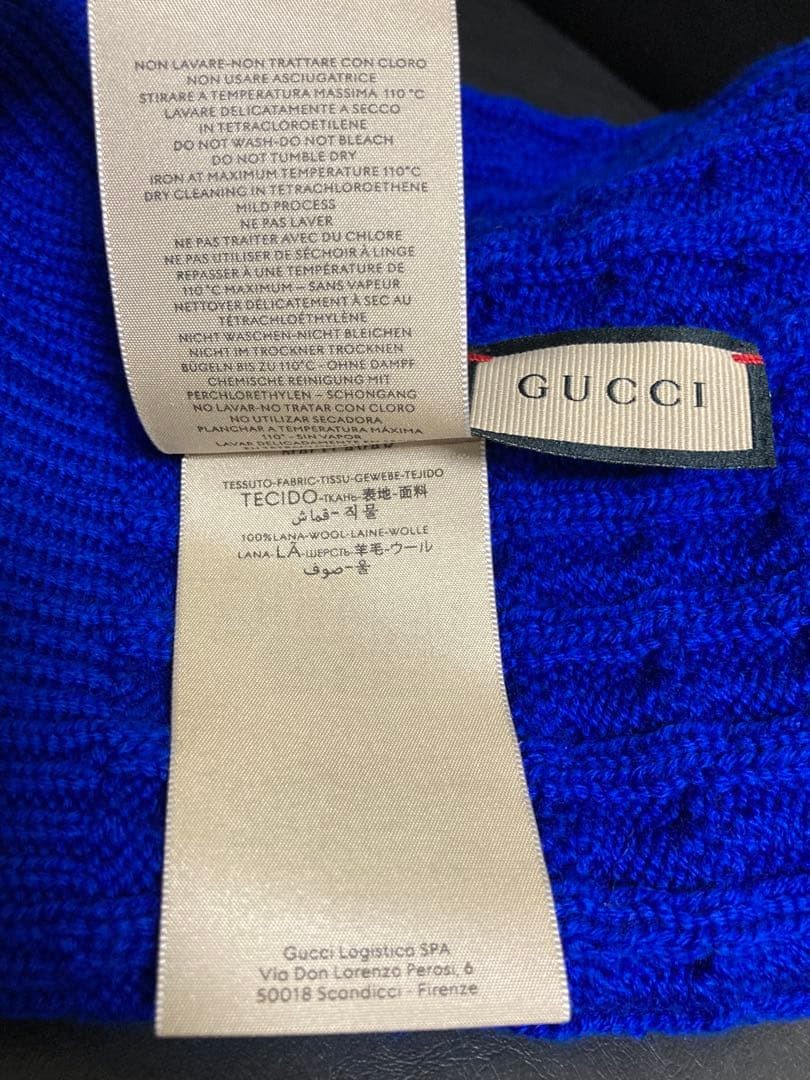 NON LAVARE-NON TRATTARE CON CLORO
NON USARE ASCIUGATRICE
STIRARE A TEMPERATURA MASSIMA 110 °C
LAVARE DELICATAMENTE A SECCO
IN TETRACLOROETILENE
DO NOT WASH-DO NOT BLEACH
DO NOT TUMBLE DRY
IRON AT MAXIMUM TEMPERATURE 110°C
DRY CLEANING IN TETRACHLOROETHENE
MILD PROCESS
NE PAS LAVER
NE PAS TRAITER AVEC DU CHLORE
NE PAS UTILISER DE SÉCHOIR À LINGE
REPASSER À UNE TEMPÉRATURE DE
110 °C MAXIMUM – SANS VAPEUR
NETTOYER DÉLICATEMENT À SEC AU
TÉTRACHLOÉTHYLÈNE
NICHT WASCHEN-NICHT BLEICHEN
NICHT IM TROCKNER TROCKNEN
BÜGELN BIS ZU 110°C - OHNE DAMPF
CHEMISCHE REINIGUNG MIT
PERCHLORETHYLEN – SCHONGANG
NO LAVAR-NO TRATAR CON CLORO
NO UTILIZAR SECADORA
PLANCHAR A TEMPERATURA MÁXIMA
110° -SIN VAPOR
LAVAR DELICADAMENTE
GUCCI
TESSUTO-FABRIC-TISSU-GEWEBE-TEJIDO
TECIDO-ТКАНЬ-表地-面料
قماش-직물
100%LANA-WOOL-LAINE-WOLLE
LANA-LÃ-ШЕРСТЬ-羊毛-ウール
صوف-울
Gucci Logistica SPA
Via Don Lorenzo Perosi, 6
50018 Scandicci - Firenze